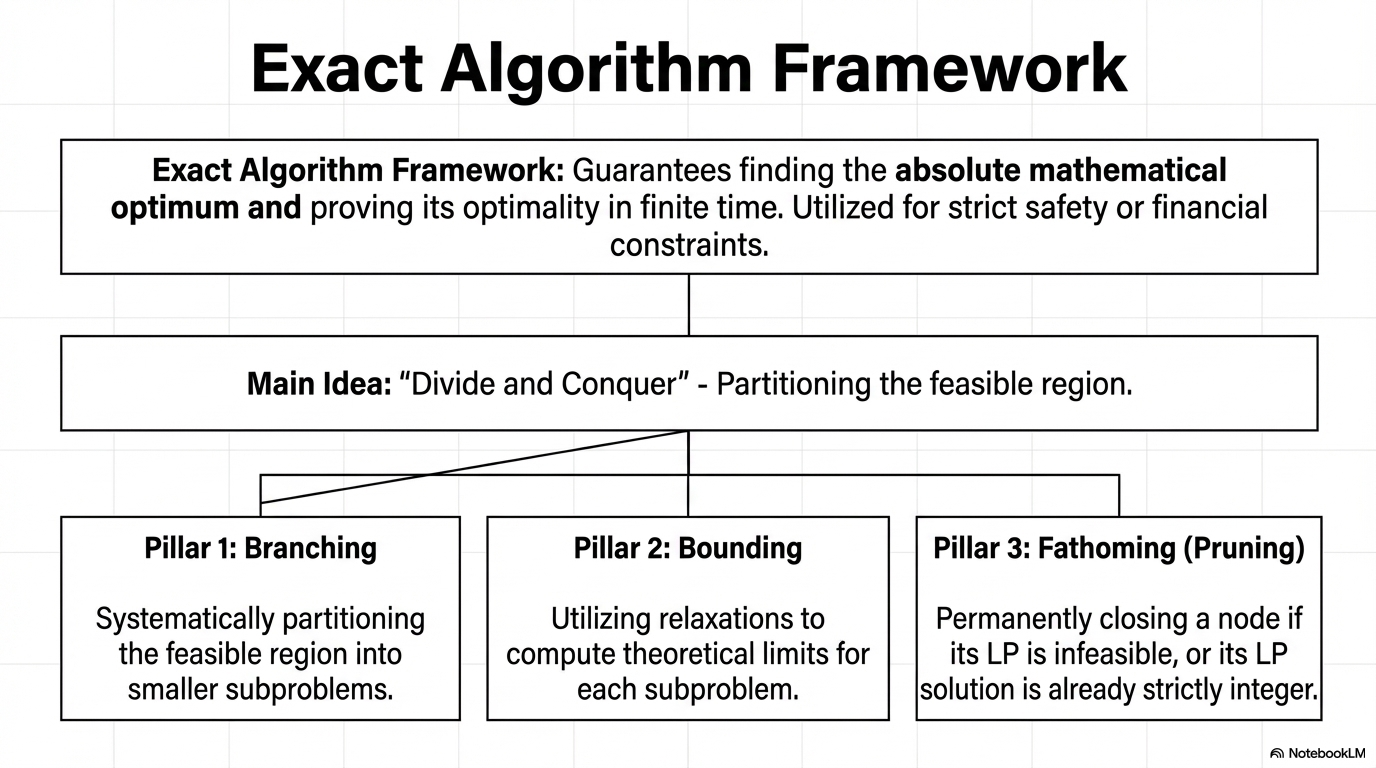 Exact Algorithm Framework
Exact Algorithm Framework: Guarantees finding the absolute mathematical
optimum and proving its optimality in finite time. Utilized for strict safety or financial
constraints.
Main Idea: “Divide and Conquer” - Partitioning the feasible region.
Pillar 1: Branching
Systematically partitioning
the feasible region into
smaller subproblems.
Pillar 2: Bounding
Utilizing relaxations to
compute theoretical limits for
each subproblem.
Pillar 3: Fathoming (Pruning)
Permanently closing a node if
its LP is infeasible, or its LP
solution is already strictly integer.
NotebookLM